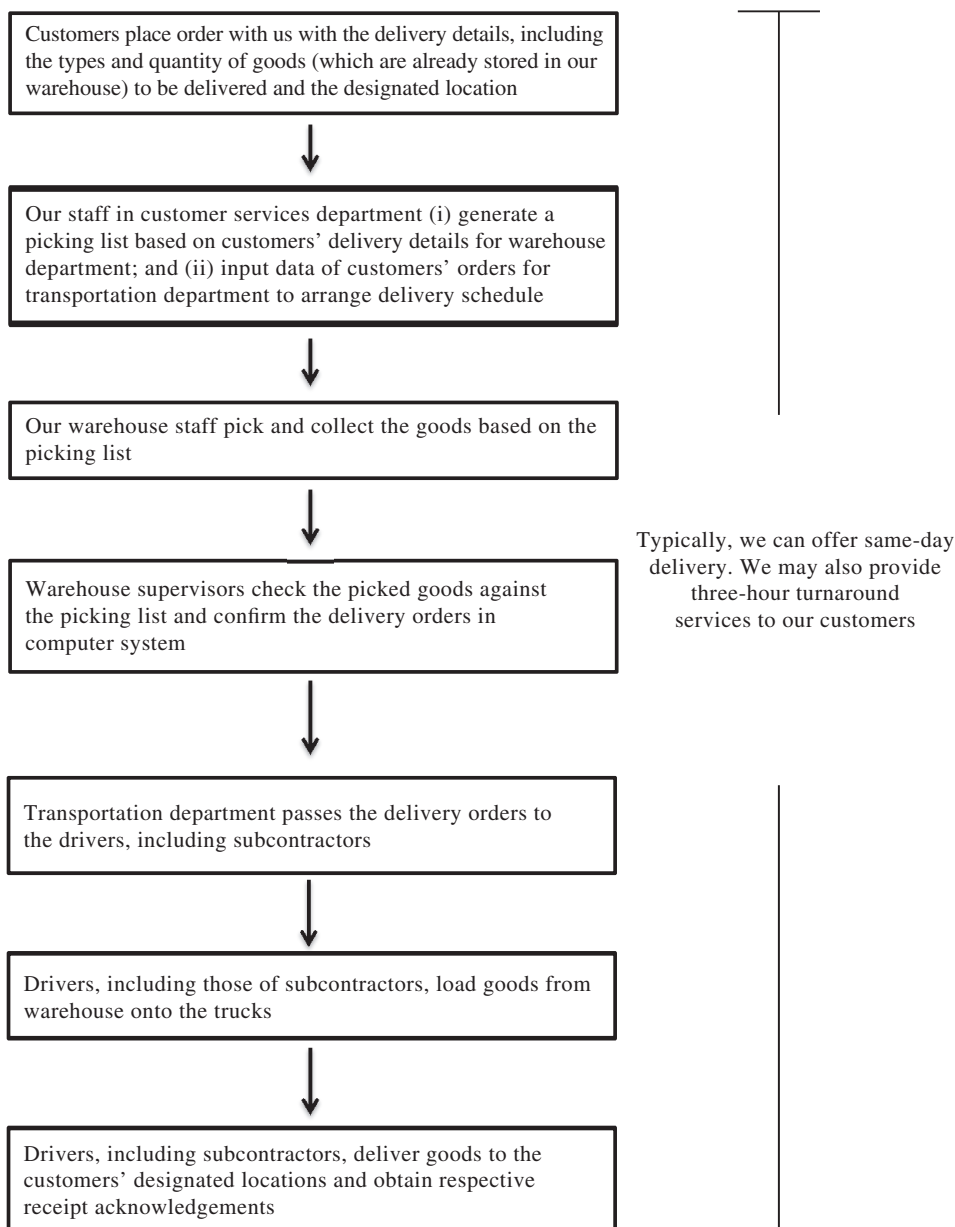 Customers place order with us with the delivery details, including
the types and quantity of goods (which are already stored in our
warehouse) to be delivered and the designated location
Our staff in customer services department (i) generate a
picking list based on customers’ delivery details for warehouse
department; and (ii) input data of customers’ orders for
transportation department to arrange delivery schedule
Our warehouse staff pick and collect the goods based on the
picking list
Warehouse supervisors check the picked goods against
the picking list and confirm the delivery orders in
computer system
Typically, we can offer same-day
delivery. We may also provide
three-hour turnaround
services to our customers
Transportation department passes the delivery orders to
the drivers, including subcontractors
Drivers, including those of subcontractors, load goods from
warehouse onto the trucks
Drivers, including subcontractors, deliver goods to the
customers’ designated locations and obtain respective
receipt acknowledgements